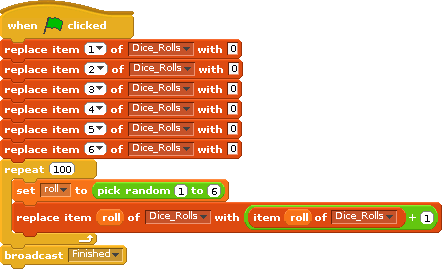 when clicked
replace item 1 of Dice_Rolls with 0
replace item 2 of Dice_Rolls with 0
replace item 3 of Dice_Rolls with 0
replace item 4 of Dice_Rolls with 0
replace item 5 of Dice_Rolls with 0
replace item 6 of Dice_Rolls with 0
repeat 100
set roll to pick random 1 to 6
replace item roll of Dice_Rolls with item roll of Dice_Rolls + 1
broadcast Finished